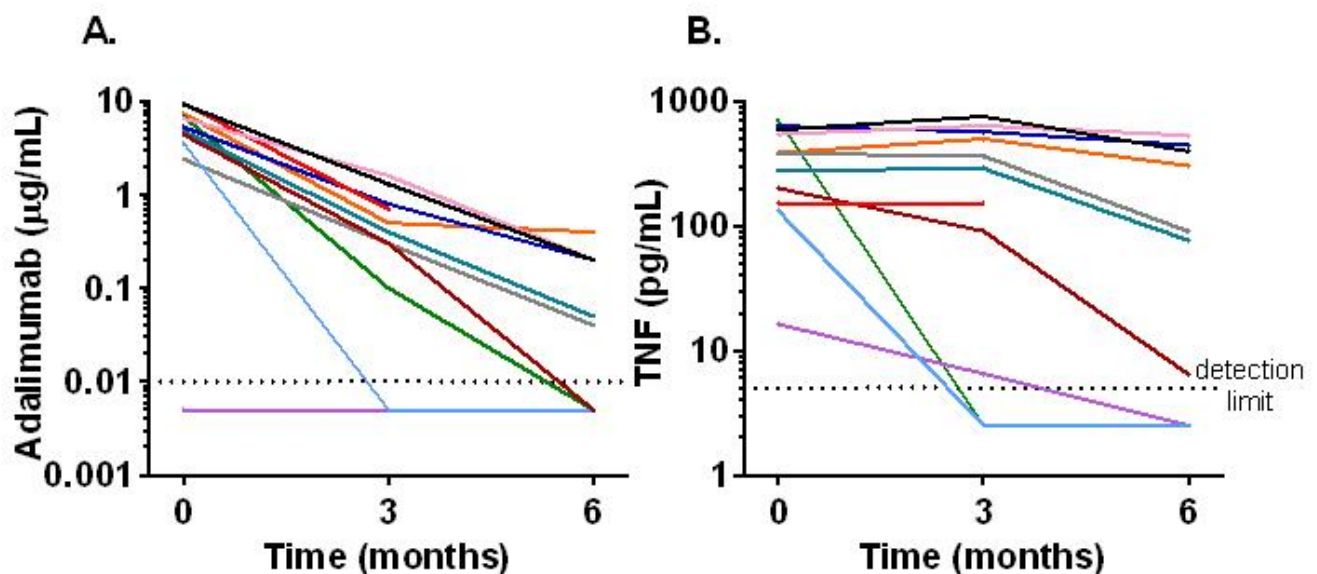 A.
Adalimumab (µg/mL)
10
1
0.1
0.01
0.001
0
3
6
Time (months)
B.
TNF (pg/mL)
1000
100
10
1
0
3
6
Time (months)
detection
limit